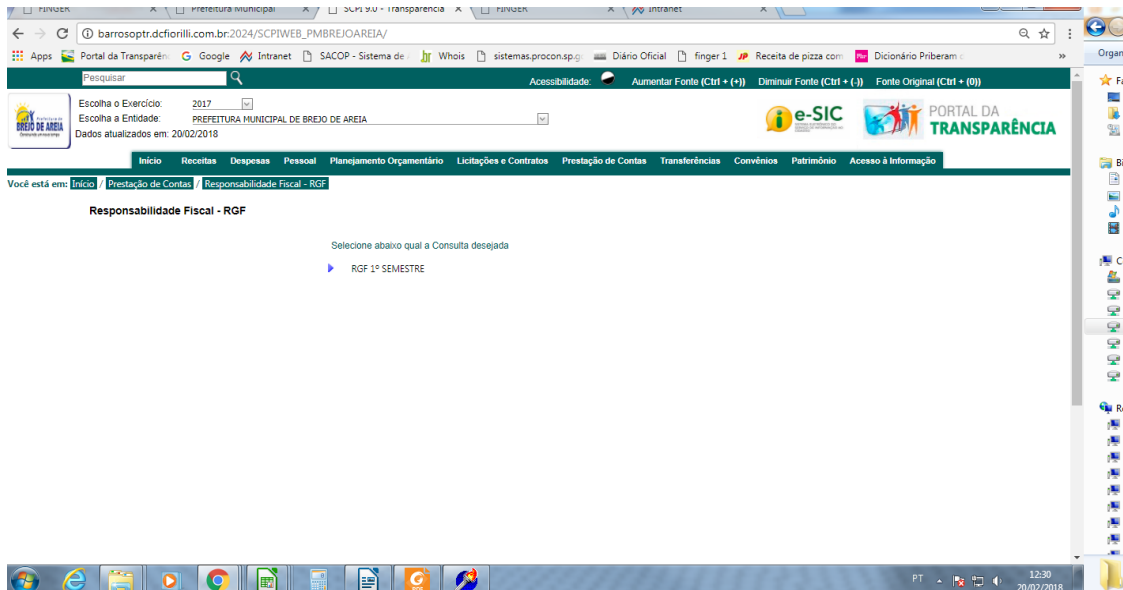 FINGER
Prefeitura Municipal
SCPI 9.0 - Transparência
FINGER
Intranet
barrosoptr.dcfiorilli.com.br:2024/SCPIWEB_PMBREJOAREIA/
Apps Portal da Transparên Google Intranet SACOP - Sistema de Whois sistemas.procon.sp.g Diário Oficial finger 1 Receita de pizza com Dicionário Priberam »
Organ
Pesquisar
Acessibilidade: Aumentar Fonte (Ctrl + (+)) Diminuir Fonte (Ctrl + (-)) Fonte Original (Ctrl + (0))
Escolha o Exercício: 2017
Escolha a Entidade: PREFEITURA MUNICIPAL DE BREJO DE AREIA
Dados atualizados em: 20/02/2018
BREJO DE AREIA
e-SIC
PORTAL DA
TRANSPARÊNCIA
Início Receitas Despesas Pessoal Planejamento Orçamentário Licitações e Contratos Prestação de Contas Transferências Convênios Patrimônio Acesso à Informação
Você está em: Início / Prestação de Contas / Responsabilidade Fiscal - RGF
Responsabilidade Fiscal - RGF
Selecione abaixo qual a Consulta desejada
RGF 1º SEMESTRE
PT
12:30
20/02/2018